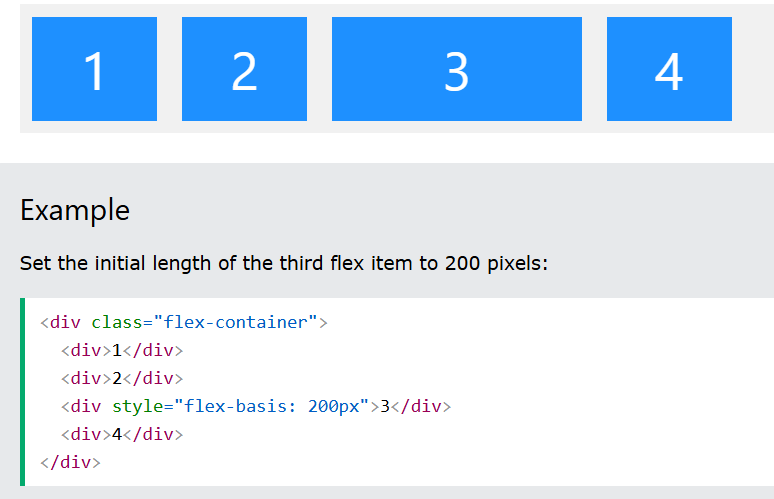 1 2 3 4
Example
Set the initial length of the third flex item to 200 pixels:
<div class="flex-container">
  <div>1</div>
  <div>2</div>
  <div style="flex-basis: 200px">3</div>
  <div>4</div>
</div>